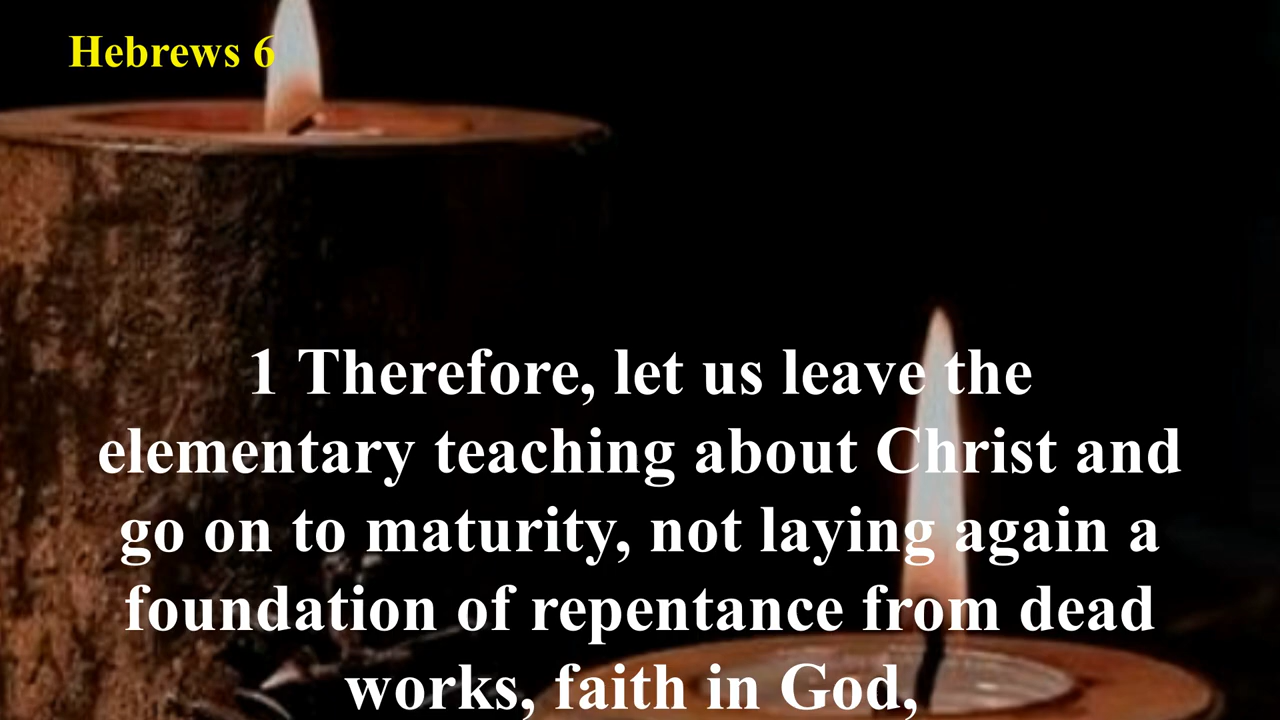 Hebrews 6
1 Therefore, let us leave the
elementary teaching about Christ and
go on to maturity, not laying again a
foundation of repentance from dead
works, faith in God,